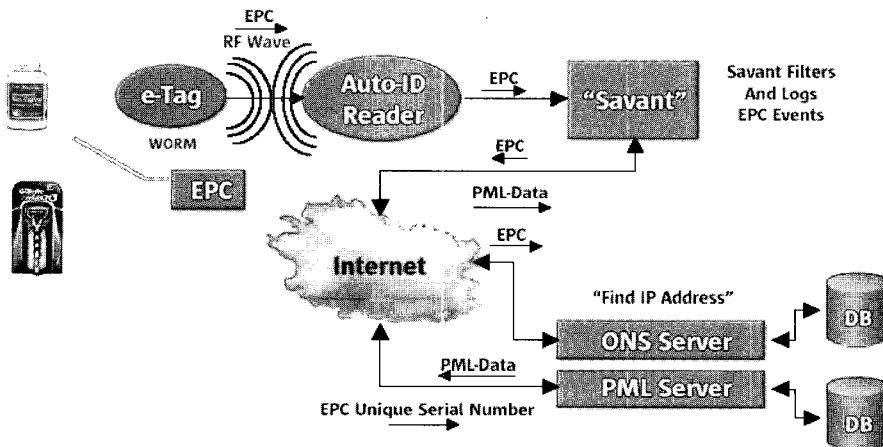 EPC
RF Wave
e-Tag
Auto-ID
Reader
EPC
"Savant"
Savant Filters
And Logs
EPC Events
WORM
EPC
EPC
PML-Data
EPC
Internet
"Find IP Address"
ONS Server
DB
PML-Data
PML Server
EPC Unique Serial Number
DB